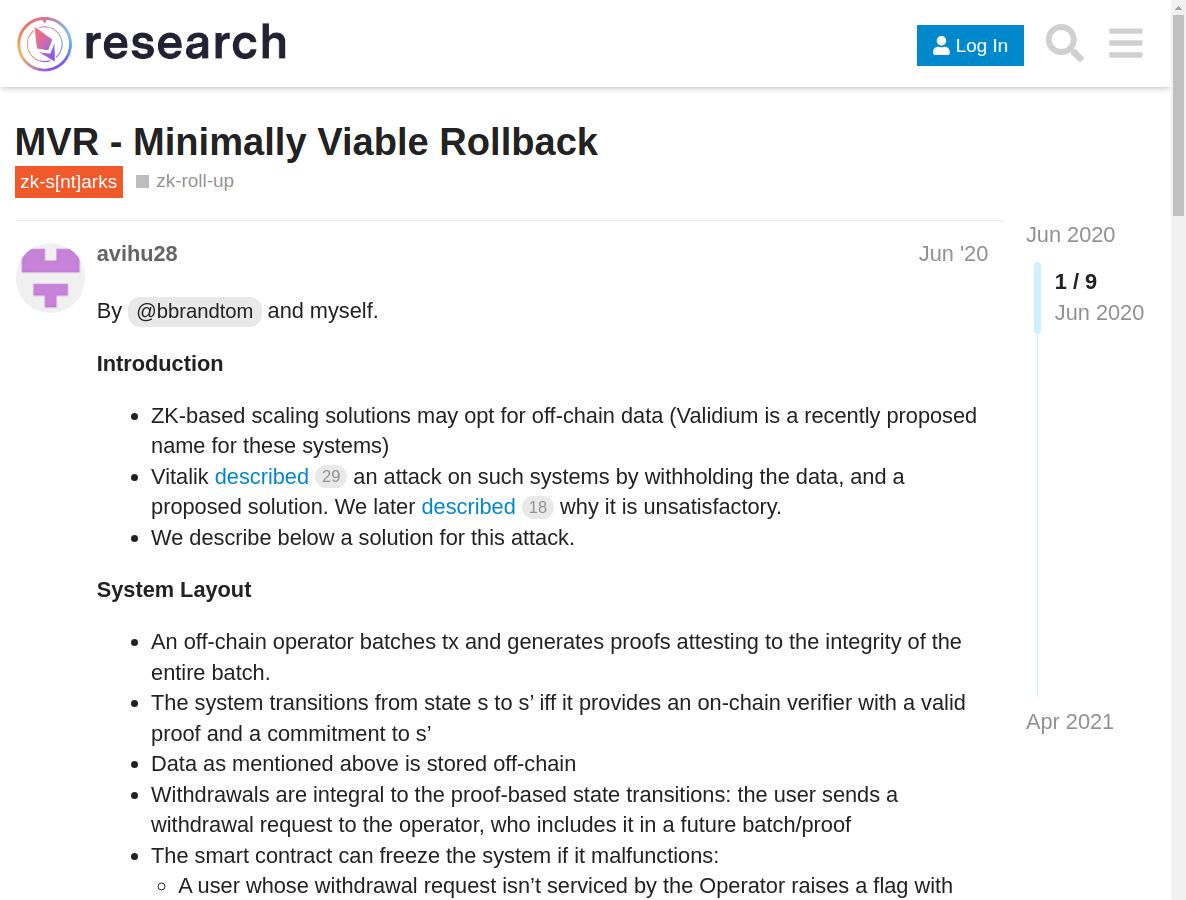 research
Log In
MVR - Minimally Viable Rollback
zk-s[nt]arks
zk-roll-up
avihu28
Jun '20
By @bbrandtom and myself.
Introduction
ZK-based scaling solutions may opt for off-chain data (Validium is a recently proposed
name for these systems)
Vitalik described 29 an attack on such systems by withholding the data, and a
proposed solution. We later described 18 why it is unsatisfactory.
We describe below a solution for this attack.
System Layout
An off-chain operator batches tx and generates proofs attesting to the integrity of the
entire batch.
The system transitions from state s to s’ iff it provides an on-chain verifier with a valid
proof and a commitment to s’
Data as mentioned above is stored off-chain
Withdrawals are integral to the proof-based state transitions: the user sends a
withdrawal request to the operator, who includes it in a future batch/proof
The smart contract can freeze the system if it malfunctions:
A user whose withdrawal request isn’t serviced by the Operator raises a flag with
Jun 2020
1 / 9
Jun 2020
Apr 2021